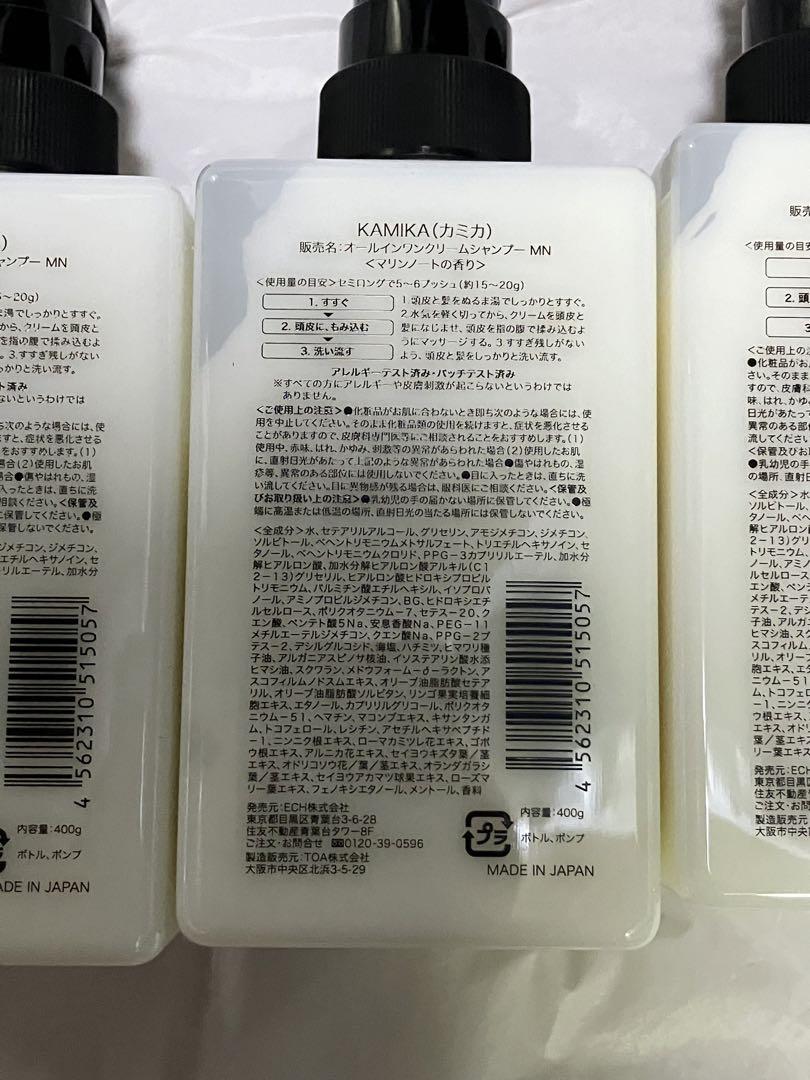 KAMIKA(カミカ)
販売名:オールインワンクリームシャンプー MN
<マリンノートの香り>
<使用量の目安>セミロングで5〜6プッシュ(約15〜20g)
1. すすぐ
2. 頭皮に、もみ込む
3. 洗い流す
1. 頭皮と髪をぬるま湯でしっかりとすすぐ。
2. 水気を軽く切ってから、クリームを頭皮と
髪になじませ、頭皮を指の腹で揉み込むよ
うにマッサージする。3. すすぎ残しがない
よう、頭皮と髪をしっかりと洗い流す。
アレルギーテスト済み・パッチテスト済み
※すべての方にアレルギーや皮膚刺激が起こらないというわけでは
ありません。
<ご使用上の注意>●化粧品がお肌に合わないとき即ち次のような場合には、使
用を中止してください。そのまま化粧品類の使用を続けますと、症状を悪化させる
ことがありますので、皮膚科専門医等にご相談されることをおすすめします。(1)
使用中、赤味、はれ、かゆみ、刺激等の異常があらわれた場合(2)使用したお肌
に、直射日光があたって上記のような異常があらわれた場合●傷やはれもの、湿
疹等、異常のある部位には使用しないでください。●目に入ったときは、直ちに洗
い流してください。目に異物感が残る場合は、眼科医にご相談ください。<保管及
びお取り扱い上の注意>●乳幼児の手の届かない場所に保管してください。●極
端に高温または低温の場所、直射日光の当たる場所には保管しないでください。
<全成分>水、セテアリルアルコール、グリセリン、アモジメチコン、ジメチコン、
ソルビトール、ベヘントリモニウムメトサルフェート、トリエチルヘキサノイン、セ
タノール、ベヘントリモニウムクロリド、PPG-3カプリリルエーテル、加水分
解ヒアルロン酸、加水分解ヒアルロン酸アルキル(C1
2-13)グリセリル、ヒアルロン酸ヒドロキシプロピル
トリモニウム、パルミチン酸エチルヘキシル、イソプロパ
ノール、アミノプロピルジメチコン、BG、ヒドロキシエチ
ルセルロース、ポリクオタニウム-7、セテス-20、ク
エン酸、ペンテト酸5Na、安息香酸Na、PEG-11
メチルエーテルジメチコン、クエン酸Na、PPG-2プ
テス-2、デシルグルコシド、海塩、ハチミツ、ヒマワリ種
子油、アルガニアスピノサ核油、イソステアリン酸水添
ヒマシ油、スクワラン、メドウフォーム-δ-ラクトン、ア
スコフィルムノドスムエキス、オリーブ油脂肪酸セテア
リル、オリーブ油脂肪酸ソルビタン、リンゴ果実培養細
胞エキス、エタノール、カプリリルグリコール、ポリクオタ
ニウム-51、ヘマチン、マコンブエキス、キサンタンガ
ム、トコフェロール、レシチン、アセチルヘキサペプチド
-1、ニンニク根エキス、ローマカミツレ花エキス、ゴボ
ウ根エキス、アルニカ花エキス、セイヨウキズタ葉/茎エ
キス、オドリコソウ花/葉/茎エキス、オランダガラシ
葉/茎エキス、セイヨウアカマツ球果エキス、ローズマ
リー葉エキス、フェノキシエタノール、メントール、香料
4 562310 515057
発売元:ECH株式会社
東京都目黒区青葉台3-6-28
住友不動産青葉台タワー8F
ご注文・お問合せ 0120-39-0596
製造販売元:TOA株式会社
大阪市中央区北浜3-5-29
プラ
内容量:400g
ボトル、ポンプ
MADE IN JAPAN
4 562310 515057
内容量:400g
ボトル、ポンプ